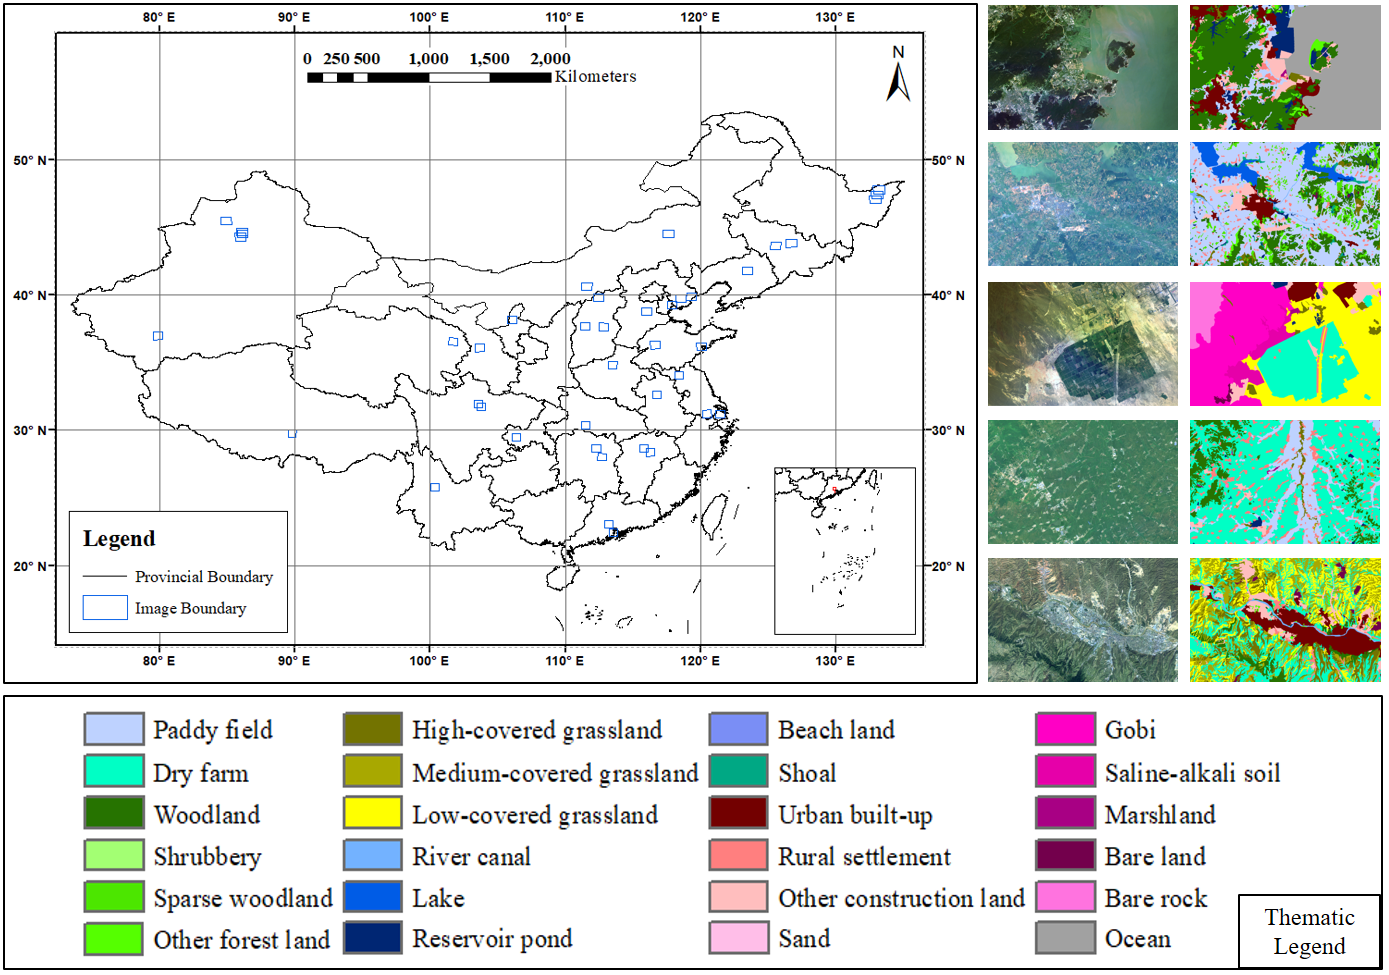 80° E 90° E 100° E 110° E 120° E 130° E
0 250 500 1,000 1,500 2,000
Kilometers
N
50° N 50° N
40° N 40° N
30° N 30° N
20° N 20° N
Legend
Provincial Boundary
Image Boundary
80° E 90° E 100° E 110° E 120° E 130° E
Paddy field High-covered grassland Beach land Gobi
Dry farm Medium-covered grassland Shoal Saline-alkali soil
Woodland Low-covered grassland Urban built-up Marshland
Shrubbery River canal Rural settlement Bare land
Sparse woodland Lake Other construction land Bare rock
Other forest land Reservoir pond Sand Ocean
Thematic
Legend